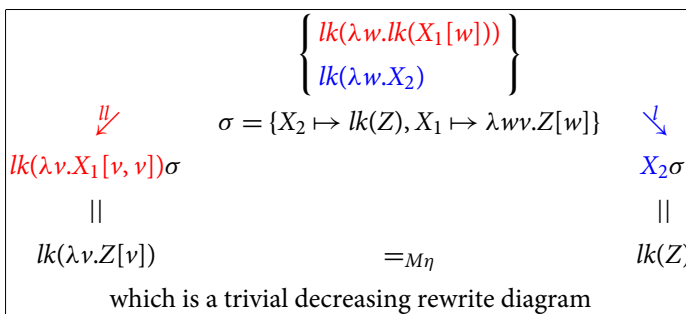 lk(λw.lk(X₁[w]))
lk(λw.X₂)
ll σ = {X₂ ↦ lk(Z), X₁ ↦ λwv.Z[w]} l
lk(λv.X₁[v, v])σ X₂σ
|| ||
lk(λv.Z[v]) =Mη lk(Z)
which is a trivial decreasing rewrite diagram